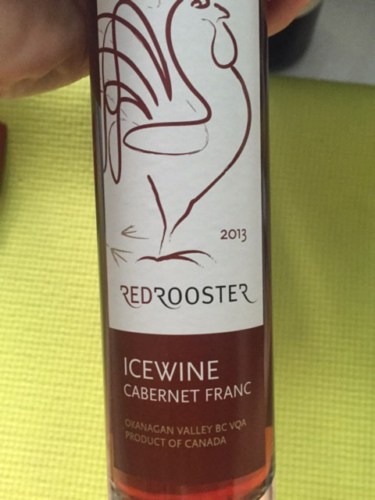 2013
REDROOSTER
ICEWINE
CABERNET FRANC
OKANAGAN VALLEY BC VQA
PRODUCT OF CANADA